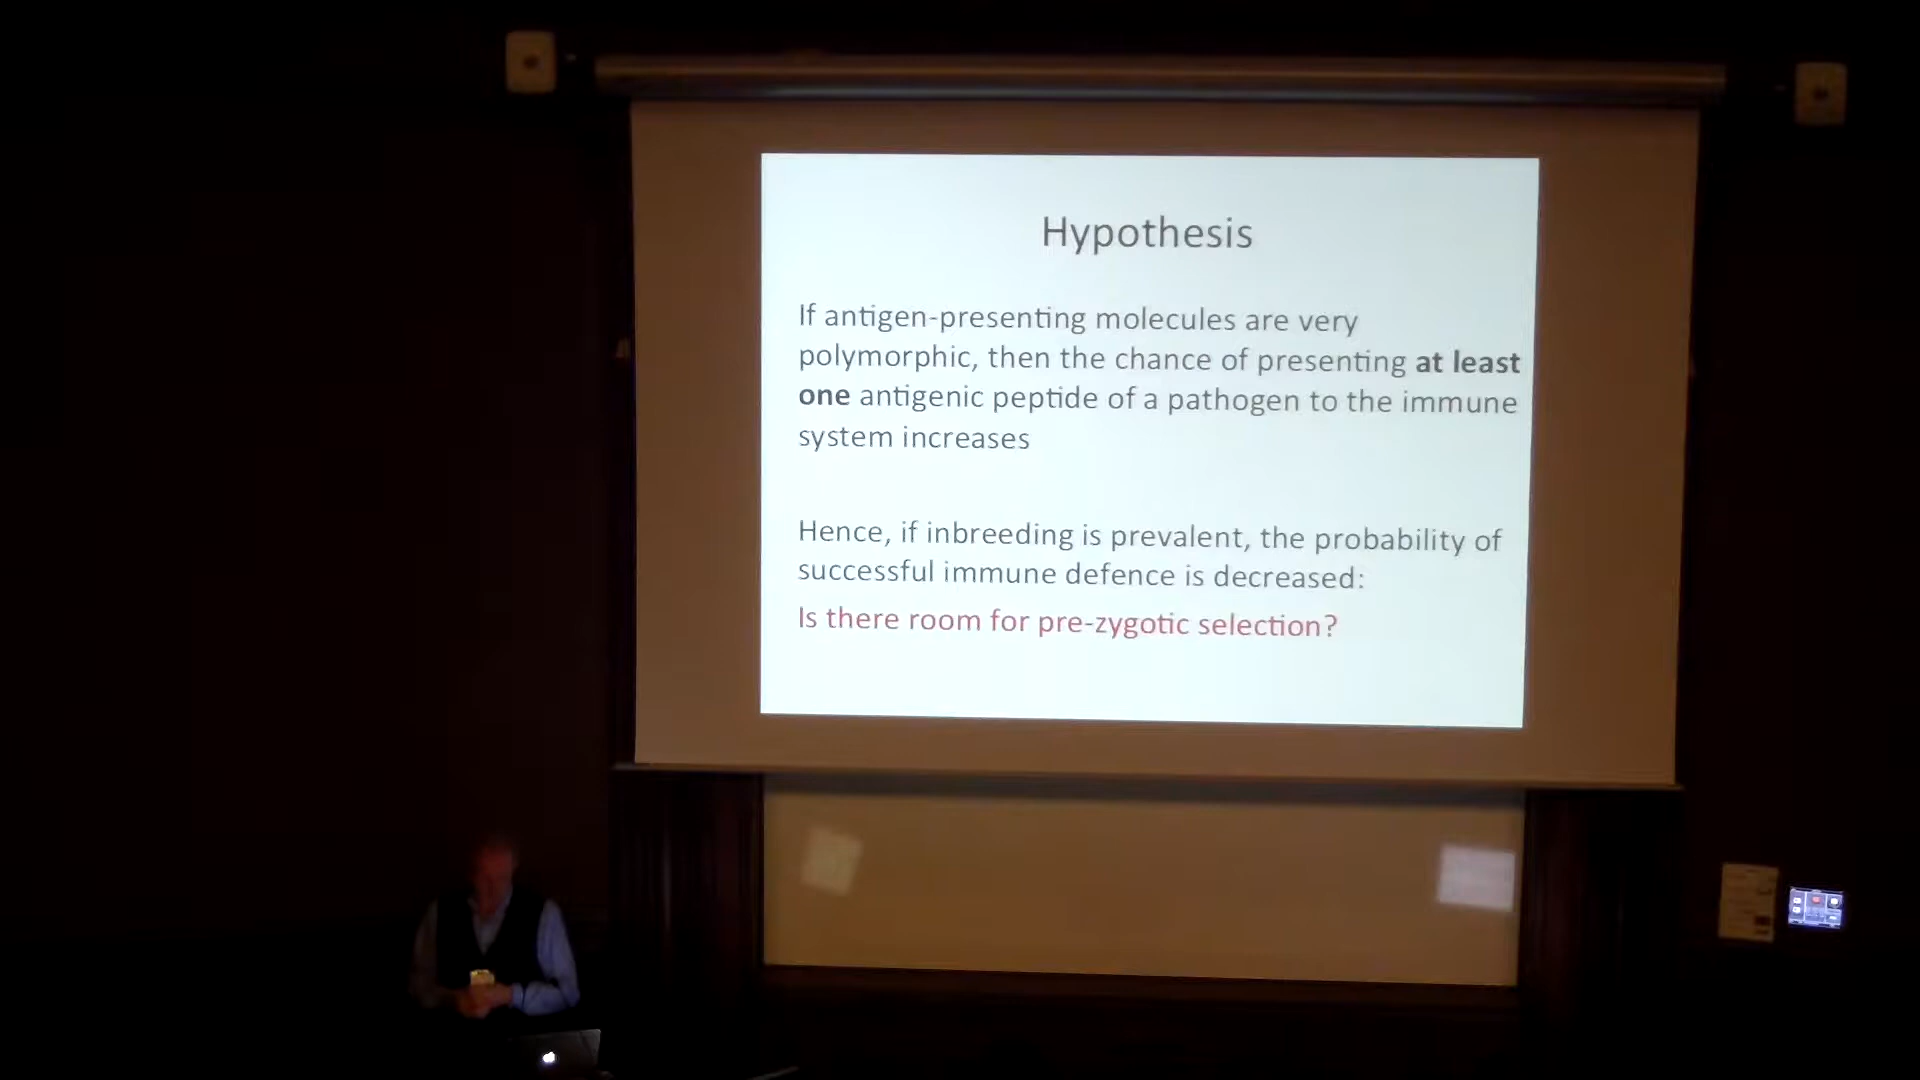 Hypothesis
If antigen-presenting molecules are very
polymorphic, then the chance of presenting at least
one antigenic peptide of a pathogen to the immune
system increases
Hence, if inbreeding is prevalent, the probability of
successful immune defence is decreased:
Is there room for pre-zygotic selection?